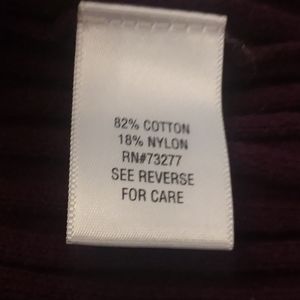 82% COTTON
18% NYLON
RN#73277
SEE REVERSE
FOR CARE